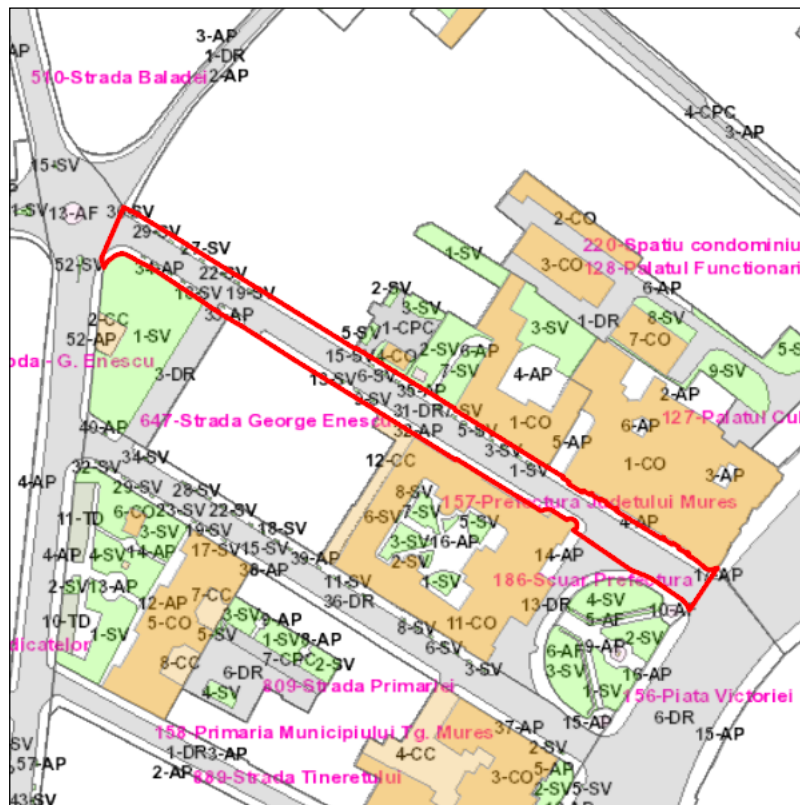 3-AP
1-DR
2-AP
510-Strada Baladei
AP
4-CPC
3-AP
15-SV
1-SV
13-AF
29-SV
27-SV
22-SV
19-SV
52-SV
34-AP
18-SV
33-AP
2-CO
220-Spatiu condominiu
3-CO
128-Palatul Functionari
6-AP
1-SV
2-SV
3-SV
1-CPC
5-SV
3-SV
1-DR
8-SV
7-CO
5-S
2-CC
52-AP
1-SV
15-SV
4-CO
2-SV
6-AP
7-SV
4-AP
9-SV
3-DR
oda - G. Enescu
13-SV
6-SV
35-AP
9-SV
31-DR
7-SV
2-AP
647-Strada George Enescu
32-AP
5-SV
1-CO
6-AP
127-Palatul Cul
49-AP
5-AP
3-SV
1-SV
1-CO
3-AP
34-SV
32-SV
12-CC
4-AP
29-SV
28-SV
8-SV
157-Prefectura Judetului Mures
11-TD
6-CO
23-SV
22-SV
6-SV
7-SV
5-SV
4-AP
3-SV
19-SV
18-SV
3-SV
16-AP
4-AP
4-SV
14-AP
17-SV
15-SV
39-AP
2-SV
14-AP
38-AP
186-Scuar Prefectura
2-SV
13-AP
11-SV
1-SV
12-AP
7-CC
36-DR
13-DR
4-SV
10-AF
10-TD
5-CO
3-SV
9-AP
8-SV
11-CO
5-AF
1-SV
5-SV
1-SV
8-AP
6-SV
6-AF
9-AP
2-SV
dicatelor
8-CC
6-DR
7-CPC
2-SV
3-SV
3-SV
16-AP
4-SV
809-Strada Primariei
1-SV
156-Piata Victoriei
15-AP
6-DR
158-Primaria Municipiului Tg. Mures
37-AP
15-AP
SV
1-DR
3-AP
4-CC
2-SV
57-AP
2-AP
889-Strada Tineretului
3-CO
5-AP
43-SV
2-SV
5-SV